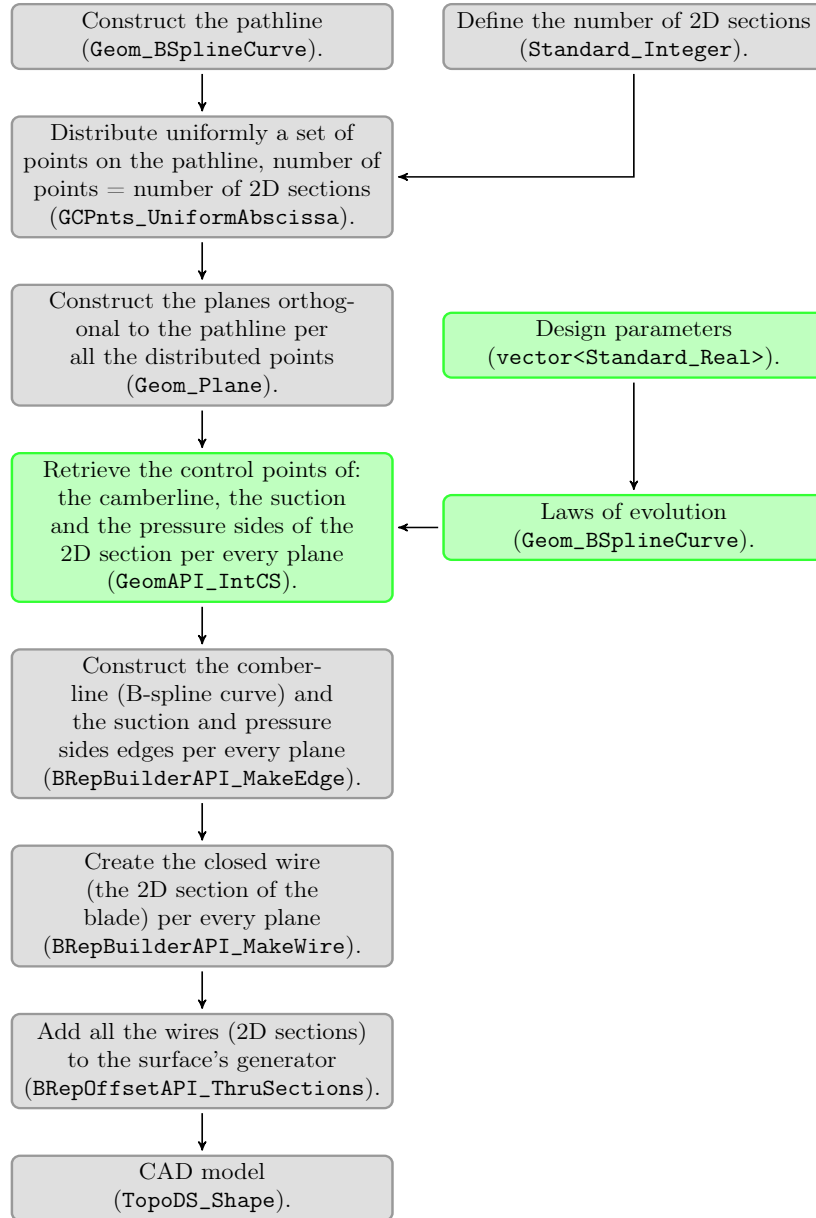 Construct the pathline
(Geom_BSplineCurve).
Define the number of 2D sections
(Standard_Integer).
Distribute uniformly a set of
points on the pathline, number of
points = number of 2D sections
(GCPnts_UniformAbscissa).
Construct the planes orthog-
onal to the pathline per
all the distributed points
(Geom_Plane).
Design parameters
(vector<Standard_Real>).
Retrieve the control points of:
the camberline, the suction
and the pressure sides of the
2D section per every plane
(GeomAPI_IntCS).
Laws of evolution
(Geom_BSplineCurve).
Construct the comber-
line (B-spline curve) and
the suction and pressure
sides edges per every plane
(BRepBuilderAPI_MakeEdge).
Create the closed wire
(the 2D section of the
blade) per every plane
(BRepBuilderAPI_MakeWire).
Add all the wires (2D sections)
to the surface's generator
(BRepOffsetAPI_ThruSections).
CAD model
(TopoDS_Shape).